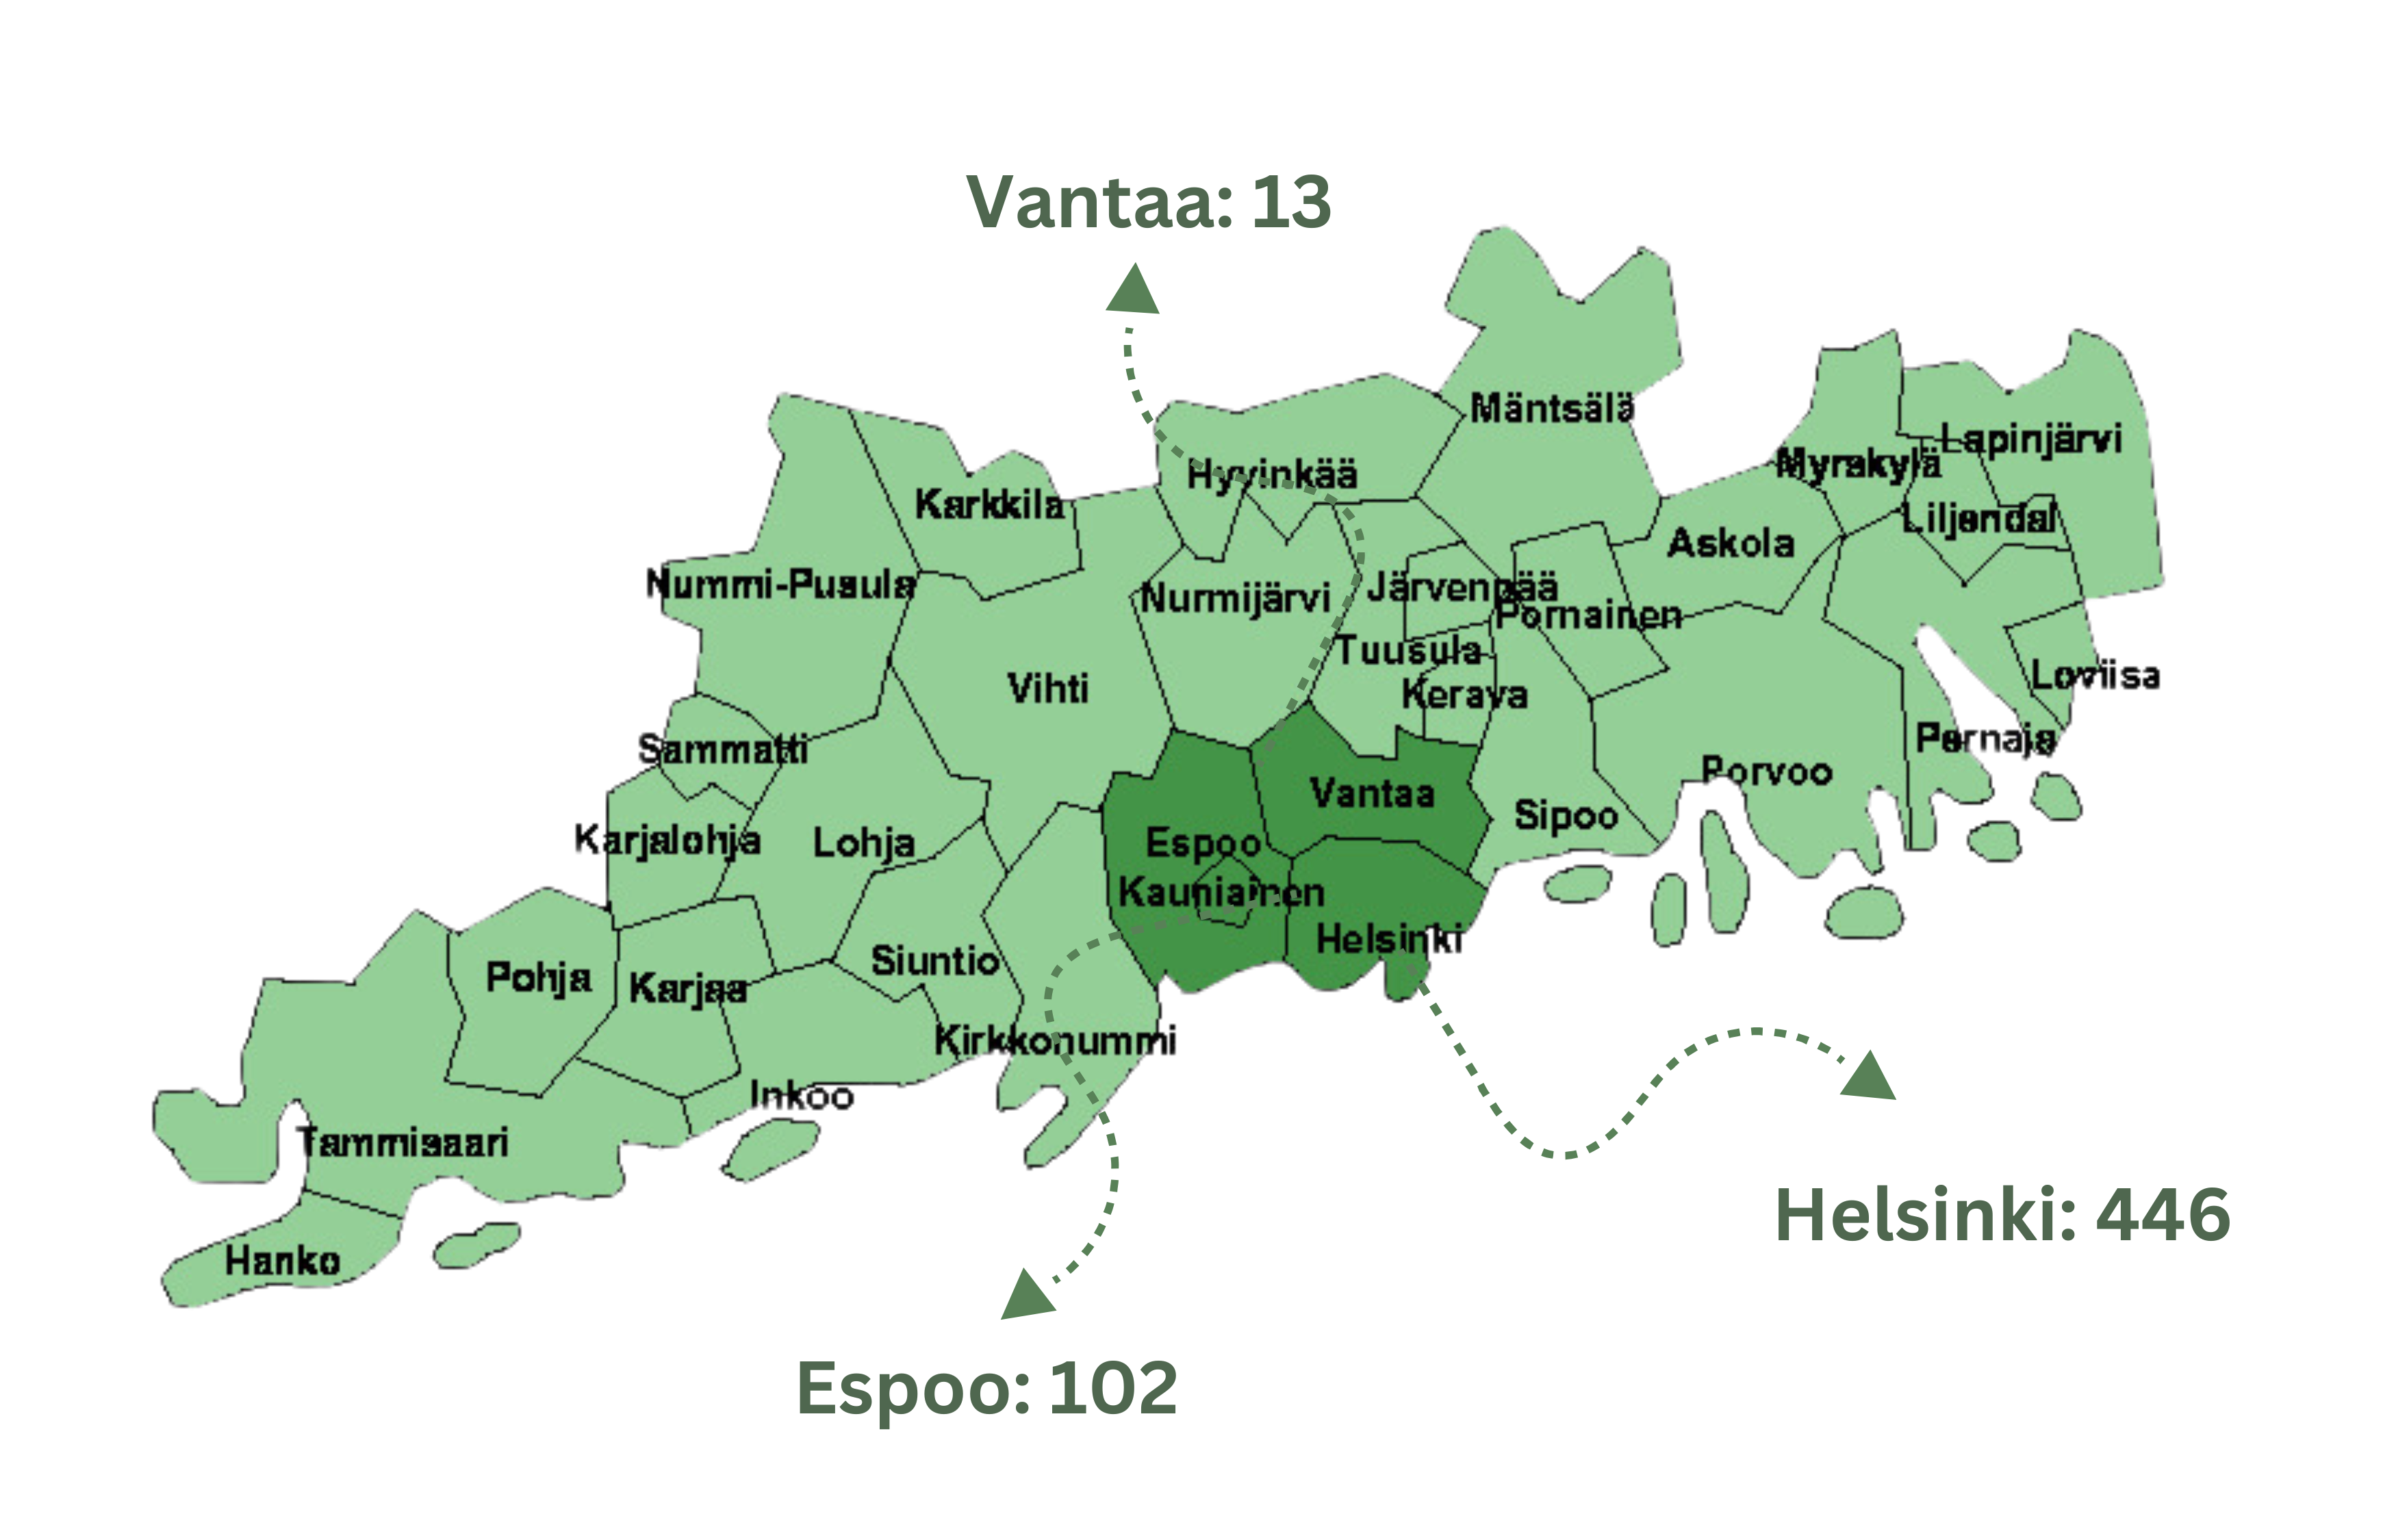 Vantaa: 13
Mäntsälä
Lapinjärvi
Myrskylä
Hyvinkää
Karkkila
Liljendal
Askola
Nummi-Pusula
Järvenpää
Nurmijärvi
Pornainen
Tuusula
Loviisa
Vihti
Kerava
Pernaja
Sammatti
Porvoo
Vantaa
Sipoo
Karjalohja
Lohja
Espoo
Kauniainen
Helsinki
Siuntio
Pohja
Karjaa
Kirkkonummi
Inkoo
Tammisaari
Helsinki: 446
Hanko
Espoo: 102